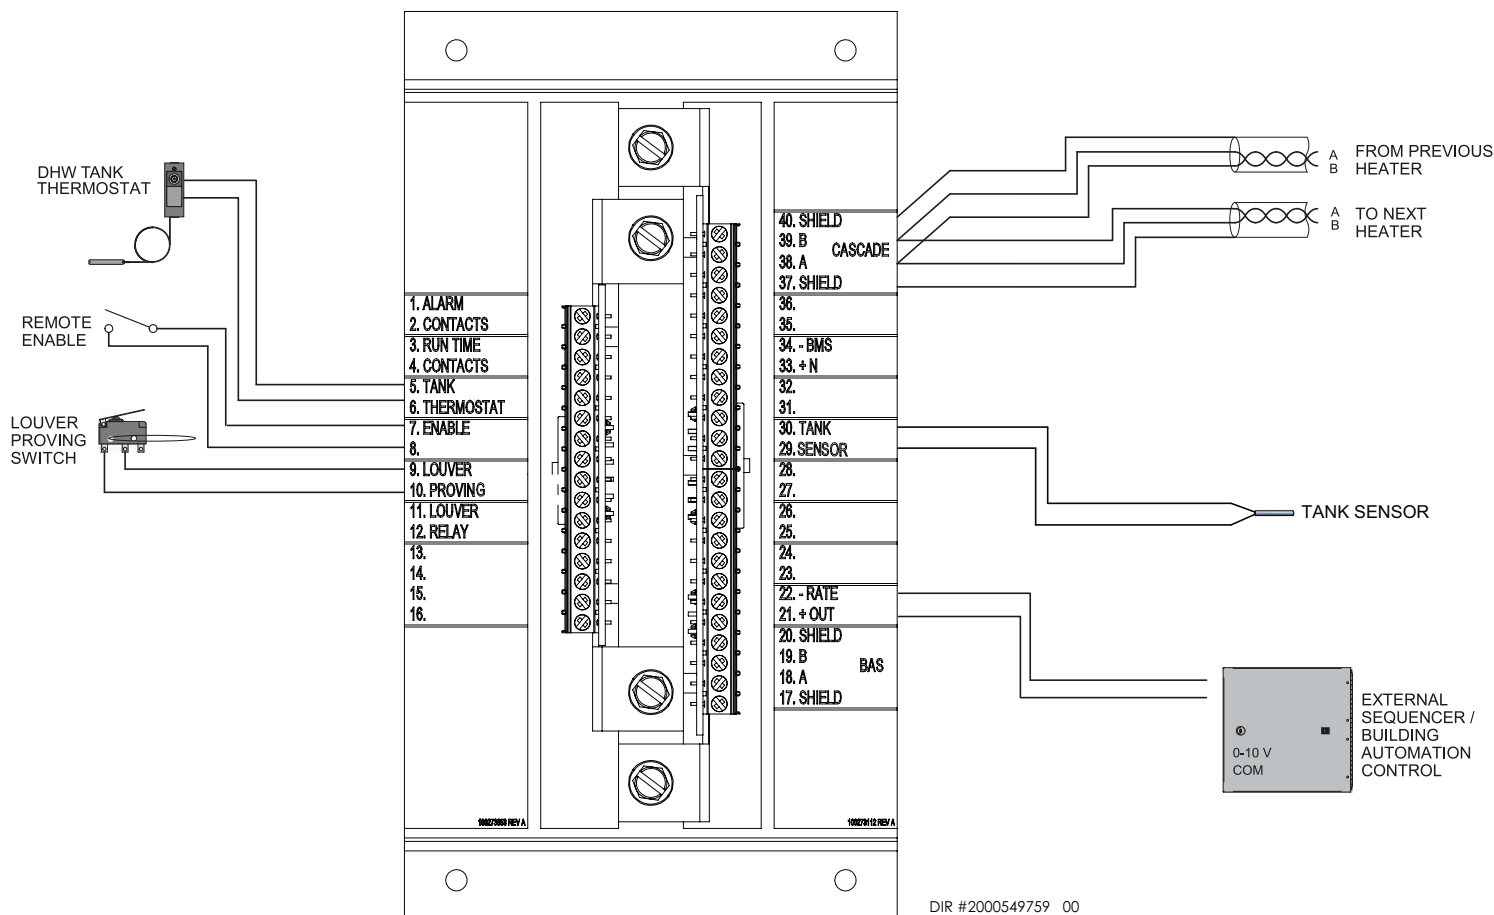 DHW TANK
THERMOSTAT
REMOTE
ENABLE
LOUVER
PROVING
SWITCH
1. ALARM
2. CONTACTS
3. RUN TIME
4. CONTACTS
5. TANK
6. THERMOSTAT
7. ENABLE
8.
9. LOUVER
10. PROVING
11. LOUVER
12. RELAY
13.
14.
15.
16.
40. SHIELD
39. B
CASCADE
38. A
37. SHIELD
36.
35.
34. - BMS
33. + N
32.
31.
30. TANK
29. SENSOR
28.
27.
26.
25.
24.
23.
22. - RATE
21. + OUT
20. SHIELD
19. B
BAS
18. A
17. SHIELD
100273112 REV A
A
B
FROM PREVIOUS
HEATER
A
B
TO NEXT
HEATER
TANK SENSOR
0-10 V
COM
EXTERNAL
SEQUENCER /
BUILDING
AUTOMATION
CONTROL
DIR #2000549759 00